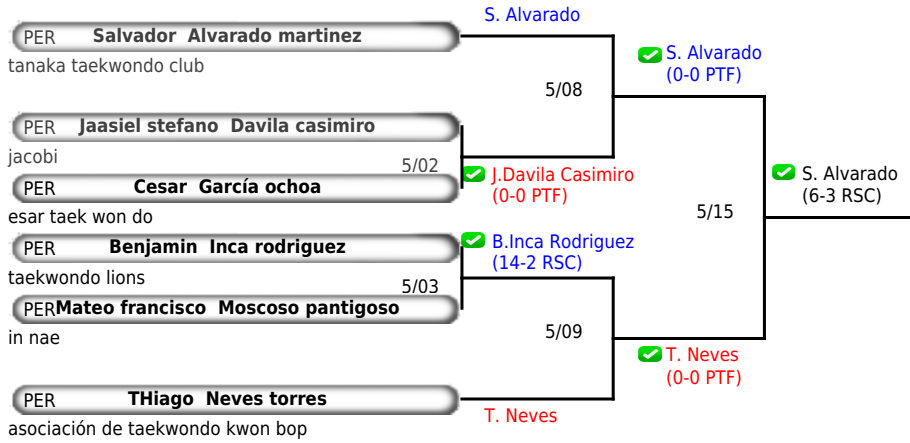 S. Alvarado
PER Salvador Alvarado martinez
tanaka taekwondo club
S. Alvarado
(0-0 PTF)
5/08
PER Jaasiel stefano Davila casimiro
jacobi
5/02
J.Davila Casimiro
(0-0 PTF)
PER Cesar García ochoa
esar taek won do
S. Alvarado
(6-3 RSC)
5/15
PER Benjamin Inca rodriguez
taekwondo lions
B.Inca Rodriguez
(14-2 RSC)
5/03
PER Mateo francisco Moscoso pantigoso
in nae
5/09
T. Neves
(0-0 PTF)
PER THiago Neves torres
asociación de taekwondo kwon bop
T. Neves